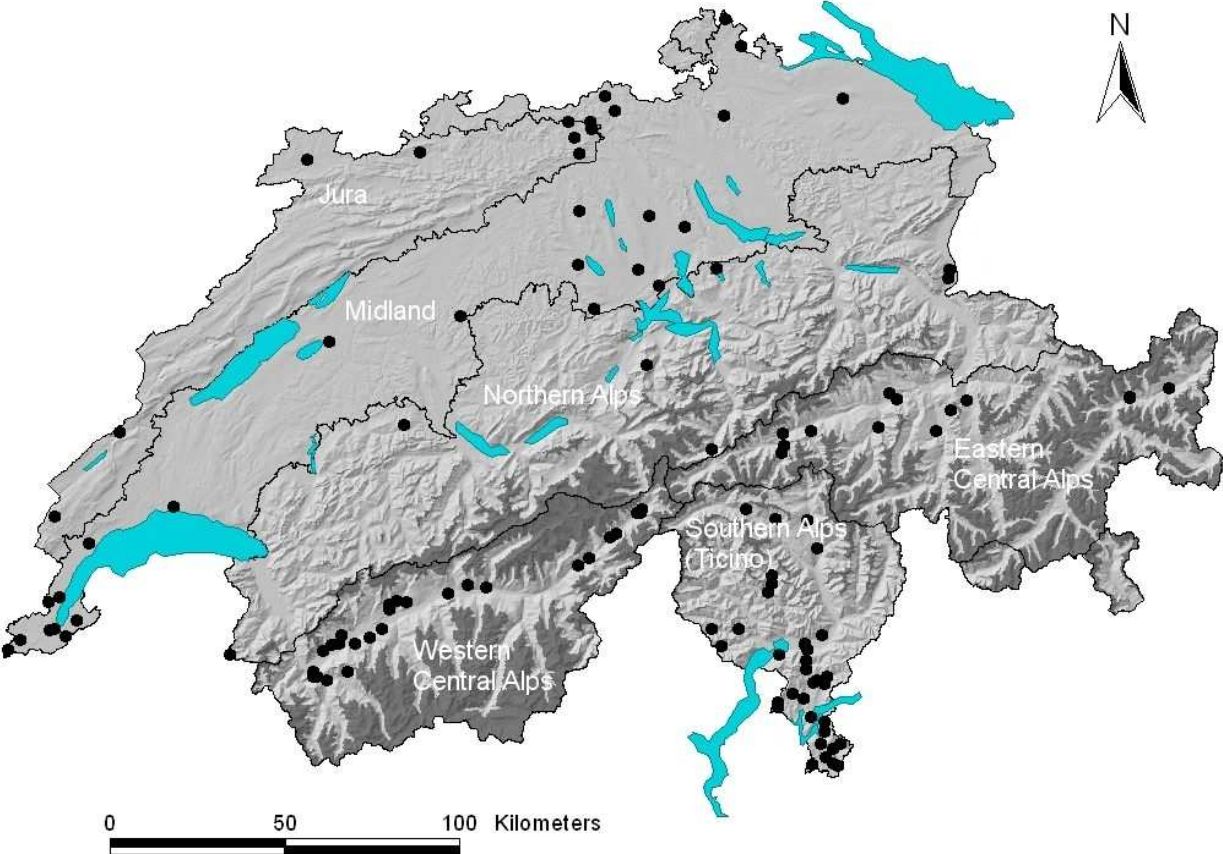 N
Jura
Midland
Northern Alps
Eastern
Central Alps
Southern Alps
(Ticino)
Western
Central Alps
0 50 100 Kilometers